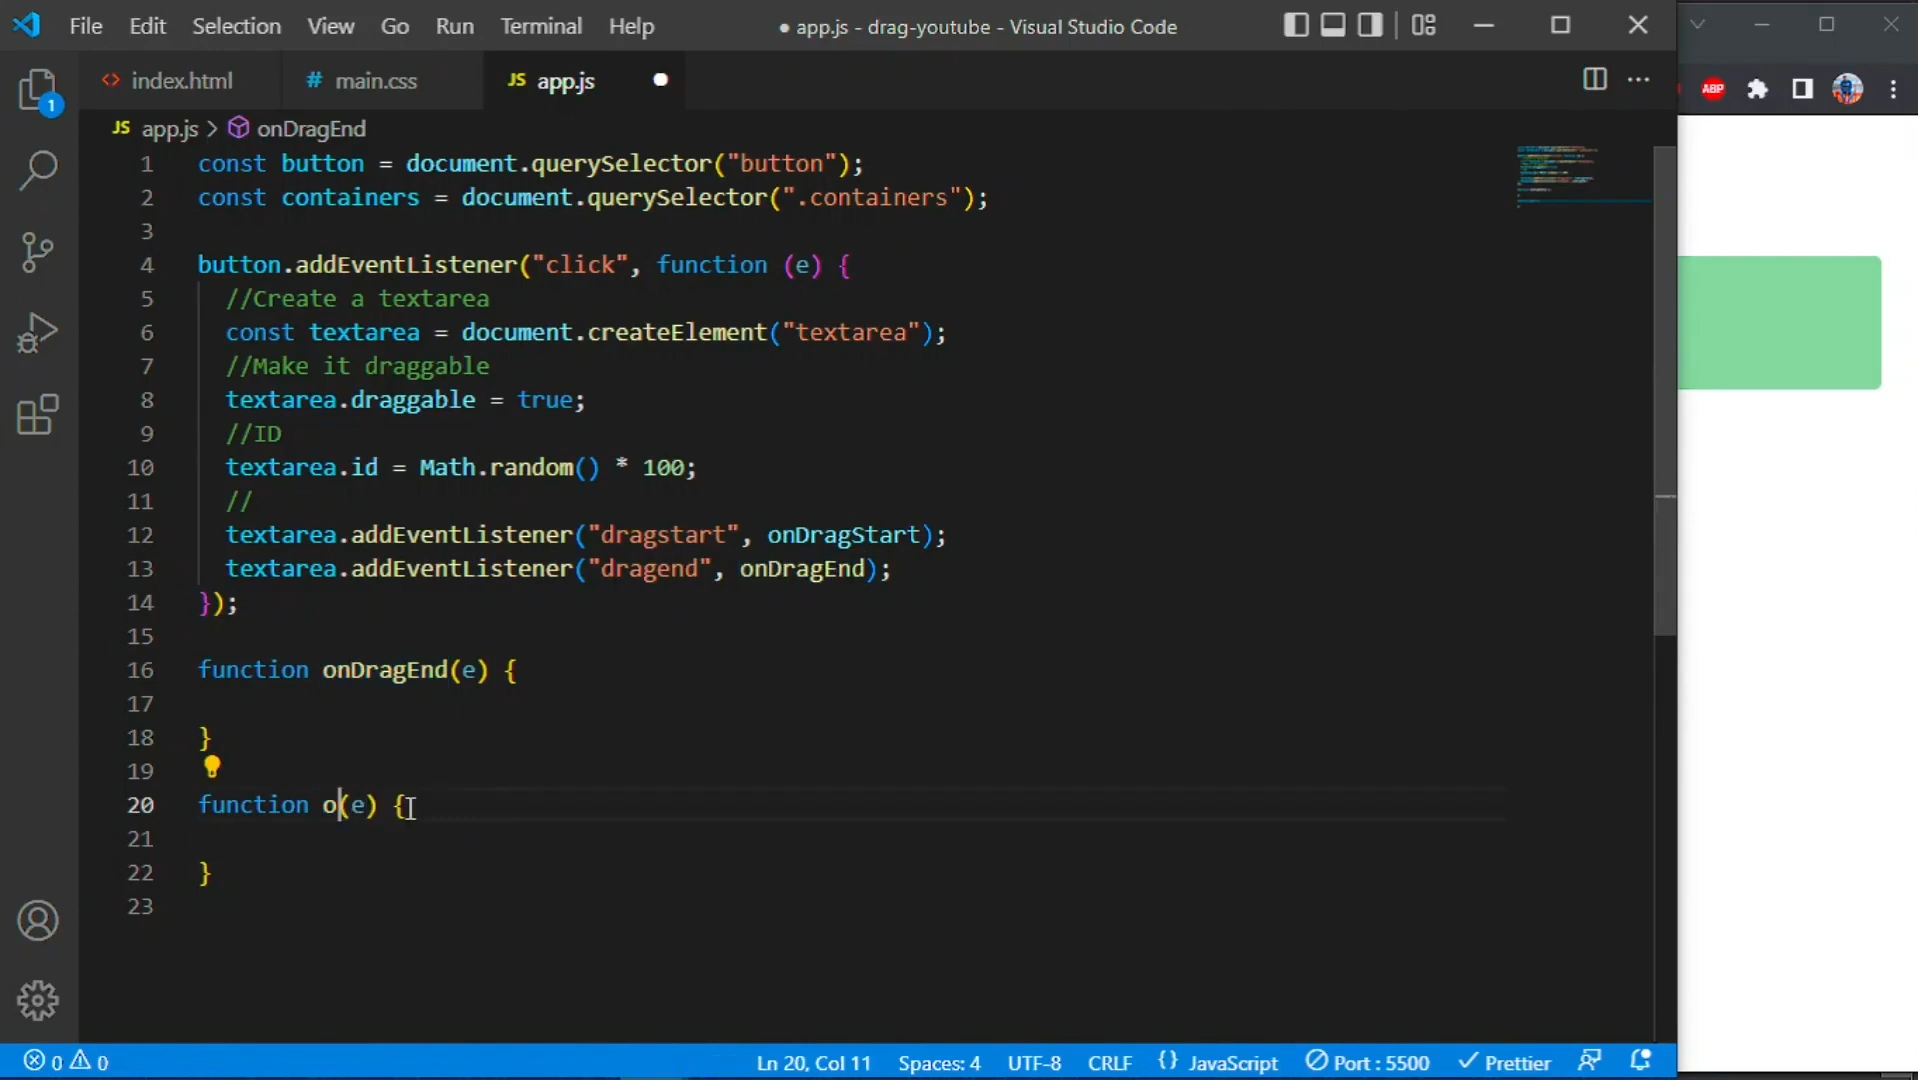 File Edit Selection View Go Run Terminal Help ● app.js - drag-youtube - Visual Studio Code
<> index.html # main.css JS app.js
ABP
1
JS app.js > onDragEnd
1 const button = document.querySelector("button");
2 const containers = document.querySelector(".containers");
3
4 button.addEventListener("click", function (e) {
5 //Create a textarea
6 const textarea = document.createElement("textarea");
7 //Make it draggable
8 textarea.draggable = true;
9 //ID
10 textarea.id = Math.random() * 100;
11 //
12 textarea.addEventListener("dragstart", onDragStart);
13 textarea.addEventListener("dragend", onDragEnd);
14 });
15
16 function onDragEnd(e) {
17
18 }
19
20 function o(e) {
21
22 }
23
0 0 Ln 20, Col 11 Spaces: 4 UTF-8 CRLF {} JavaScript Port : 5500 Prettier